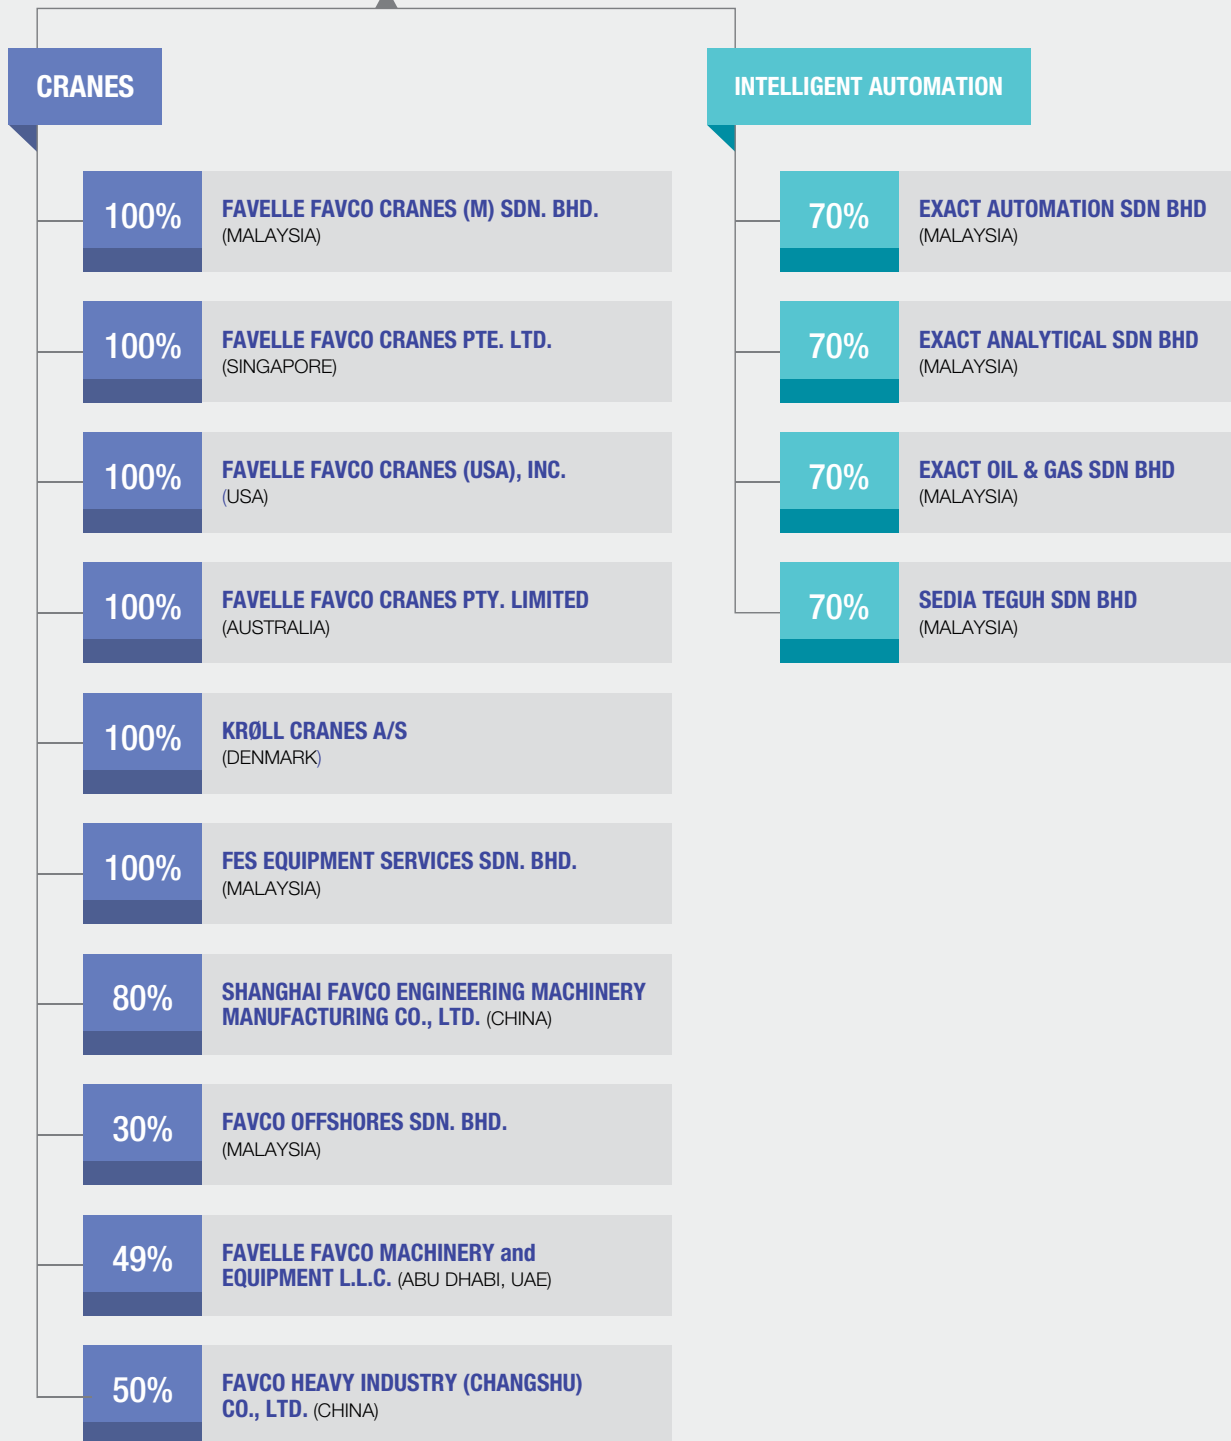 CRANES
100%
FAVELLE FAVCO CRANES (M) SDN. BHD.
(MALAYSIA)
100%
FAVELLE FAVCO CRANES PTE. LTD.
(SINGAPORE)
100%
FAVELLE FAVCO CRANES (USA), INC.
(USA)
100%
FAVELLE FAVCO CRANES PTY. LIMITED
(AUSTRALIA)
100%
KRØLL CRANES A/S
(DENMARK)
100%
FES EQUIPMENT SERVICES SDN. BHD.
(MALAYSIA)
80%
SHANGHAI FAVCO ENGINEERING MACHINERY
MANUFACTURING CO., LTD. (CHINA)
30%
FAVCO OFFSHORES SDN. BHD.
(MALAYSIA)
49%
FAVELLE FAVCO MACHINERY and
EQUIPMENT L.L.C. (ABU DHABI, UAE)
50%
FAVCO HEAVY INDUSTRY (CHANGSHU)
CO., LTD. (CHINA)
INTELLIGENT AUTOMATION
70%
EXACT AUTOMATION SDN BHD
(MALAYSIA)
70%
EXACT ANALYTICAL SDN BHD
(MALAYSIA)
70%
EXACT OIL & GAS SDN BHD
(MALAYSIA)
70%
SEDIA TEGUH SDN BHD
(MALAYSIA)